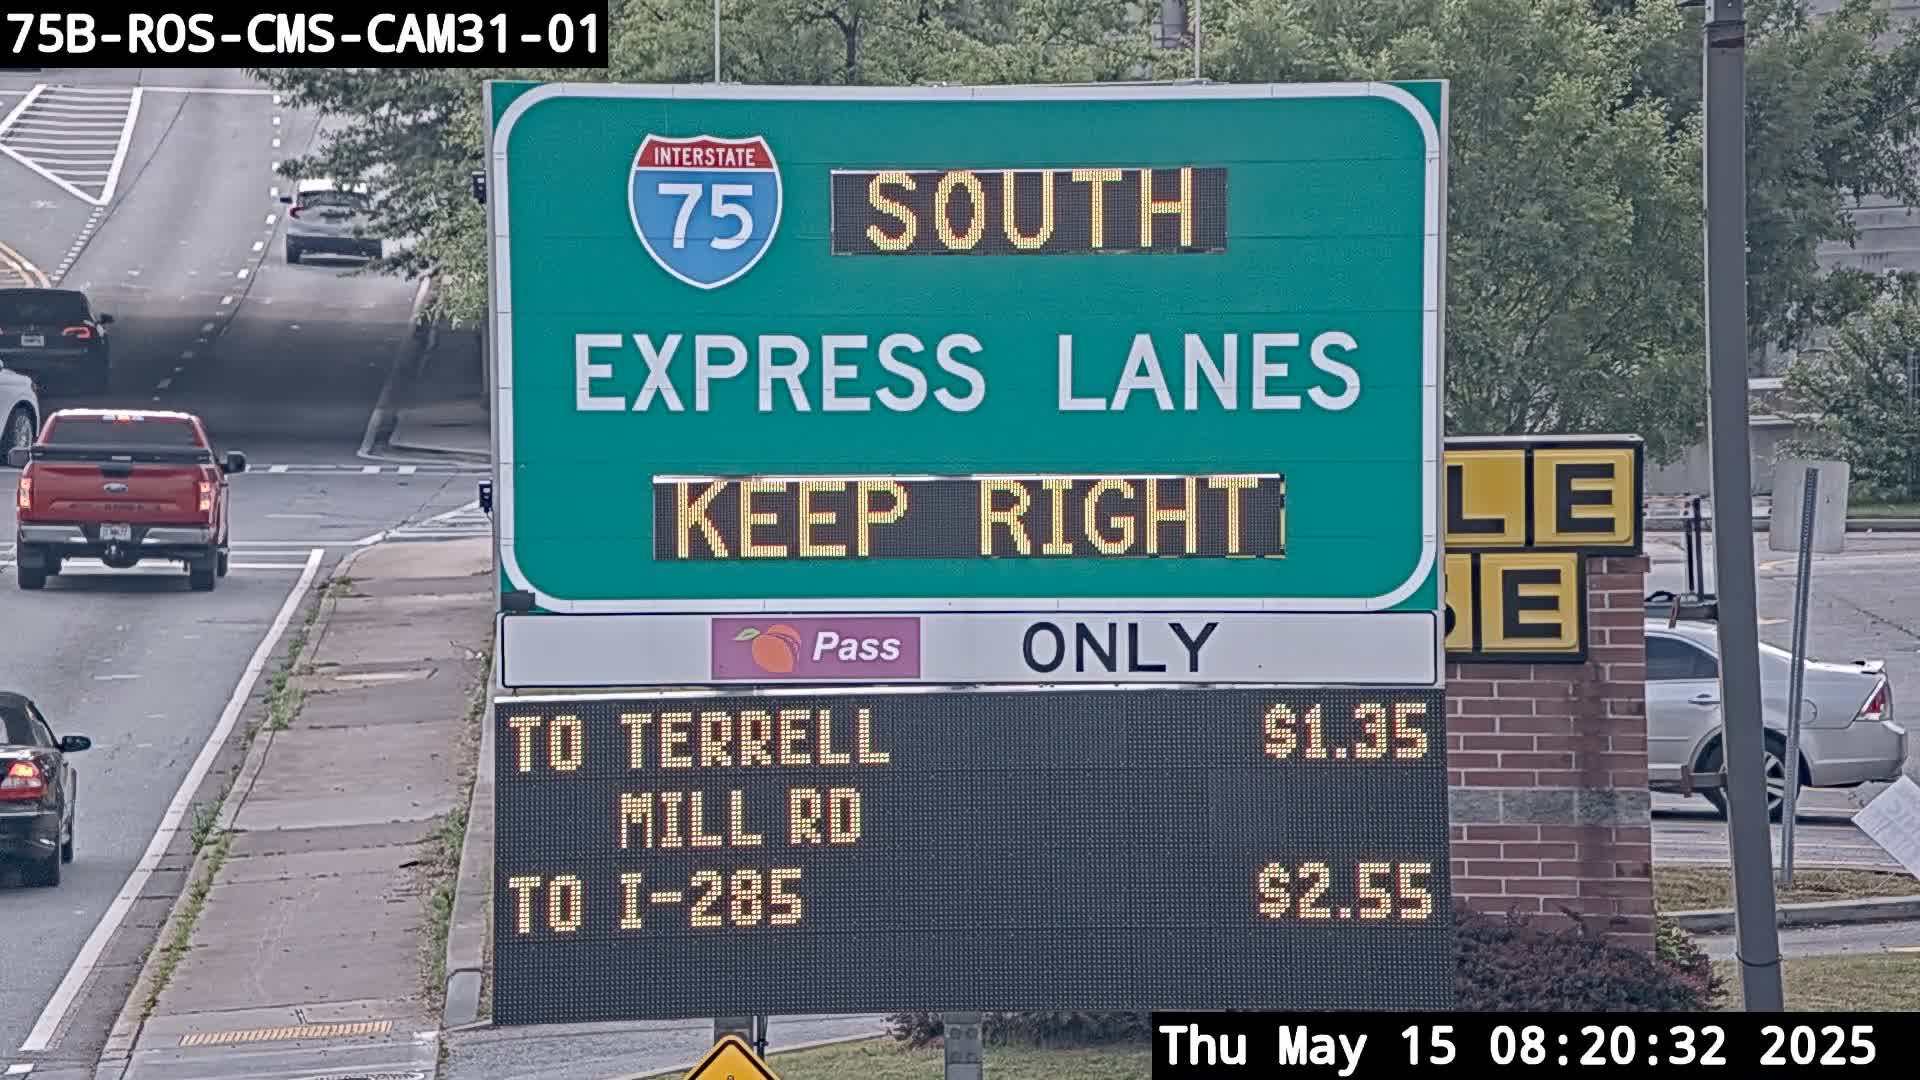 75B-ROS-CMS-CAM31-01
INTERSTATE
75
SOUTH
EXPRESS LANES
KEEP RIGHT
Pass ONLY
TO TERRELL $1.35
MILL RD
TO I-285 $2.55
LE
E
Thu May 15 08:20:32 2025